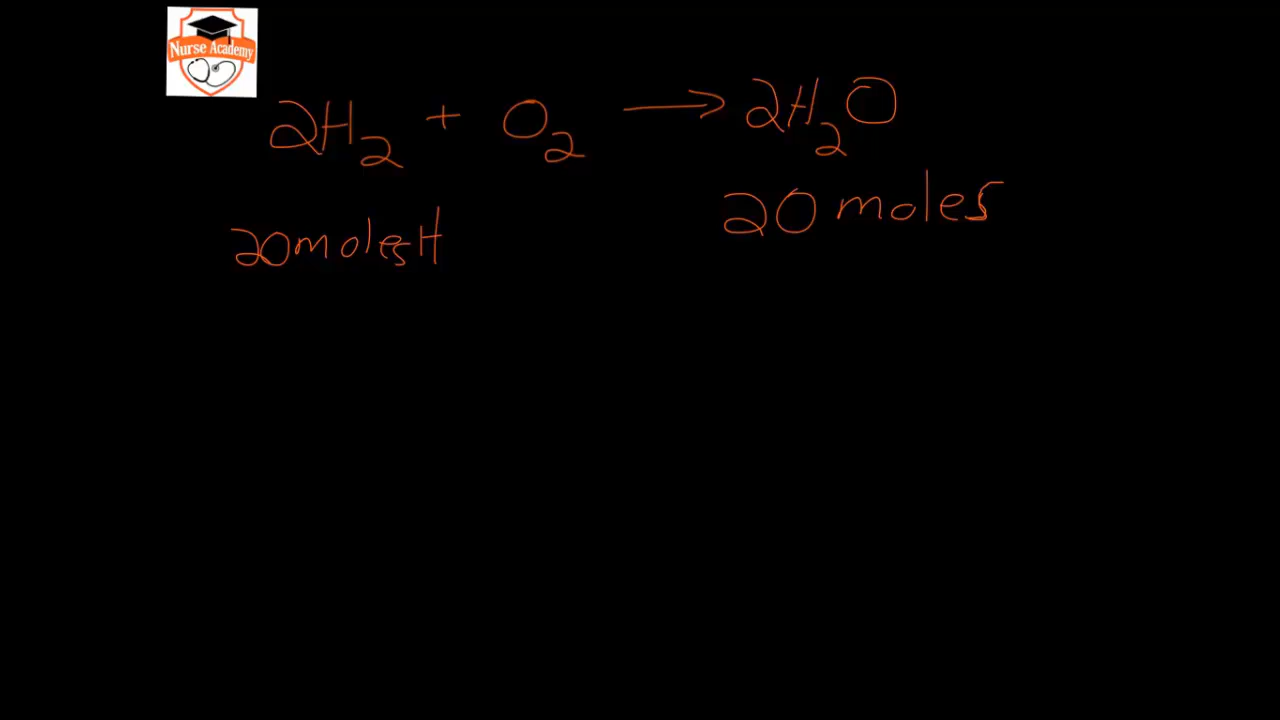 Nurse Academy
2H₂ + O₂ → 2H₂O
20 moles
20molesH